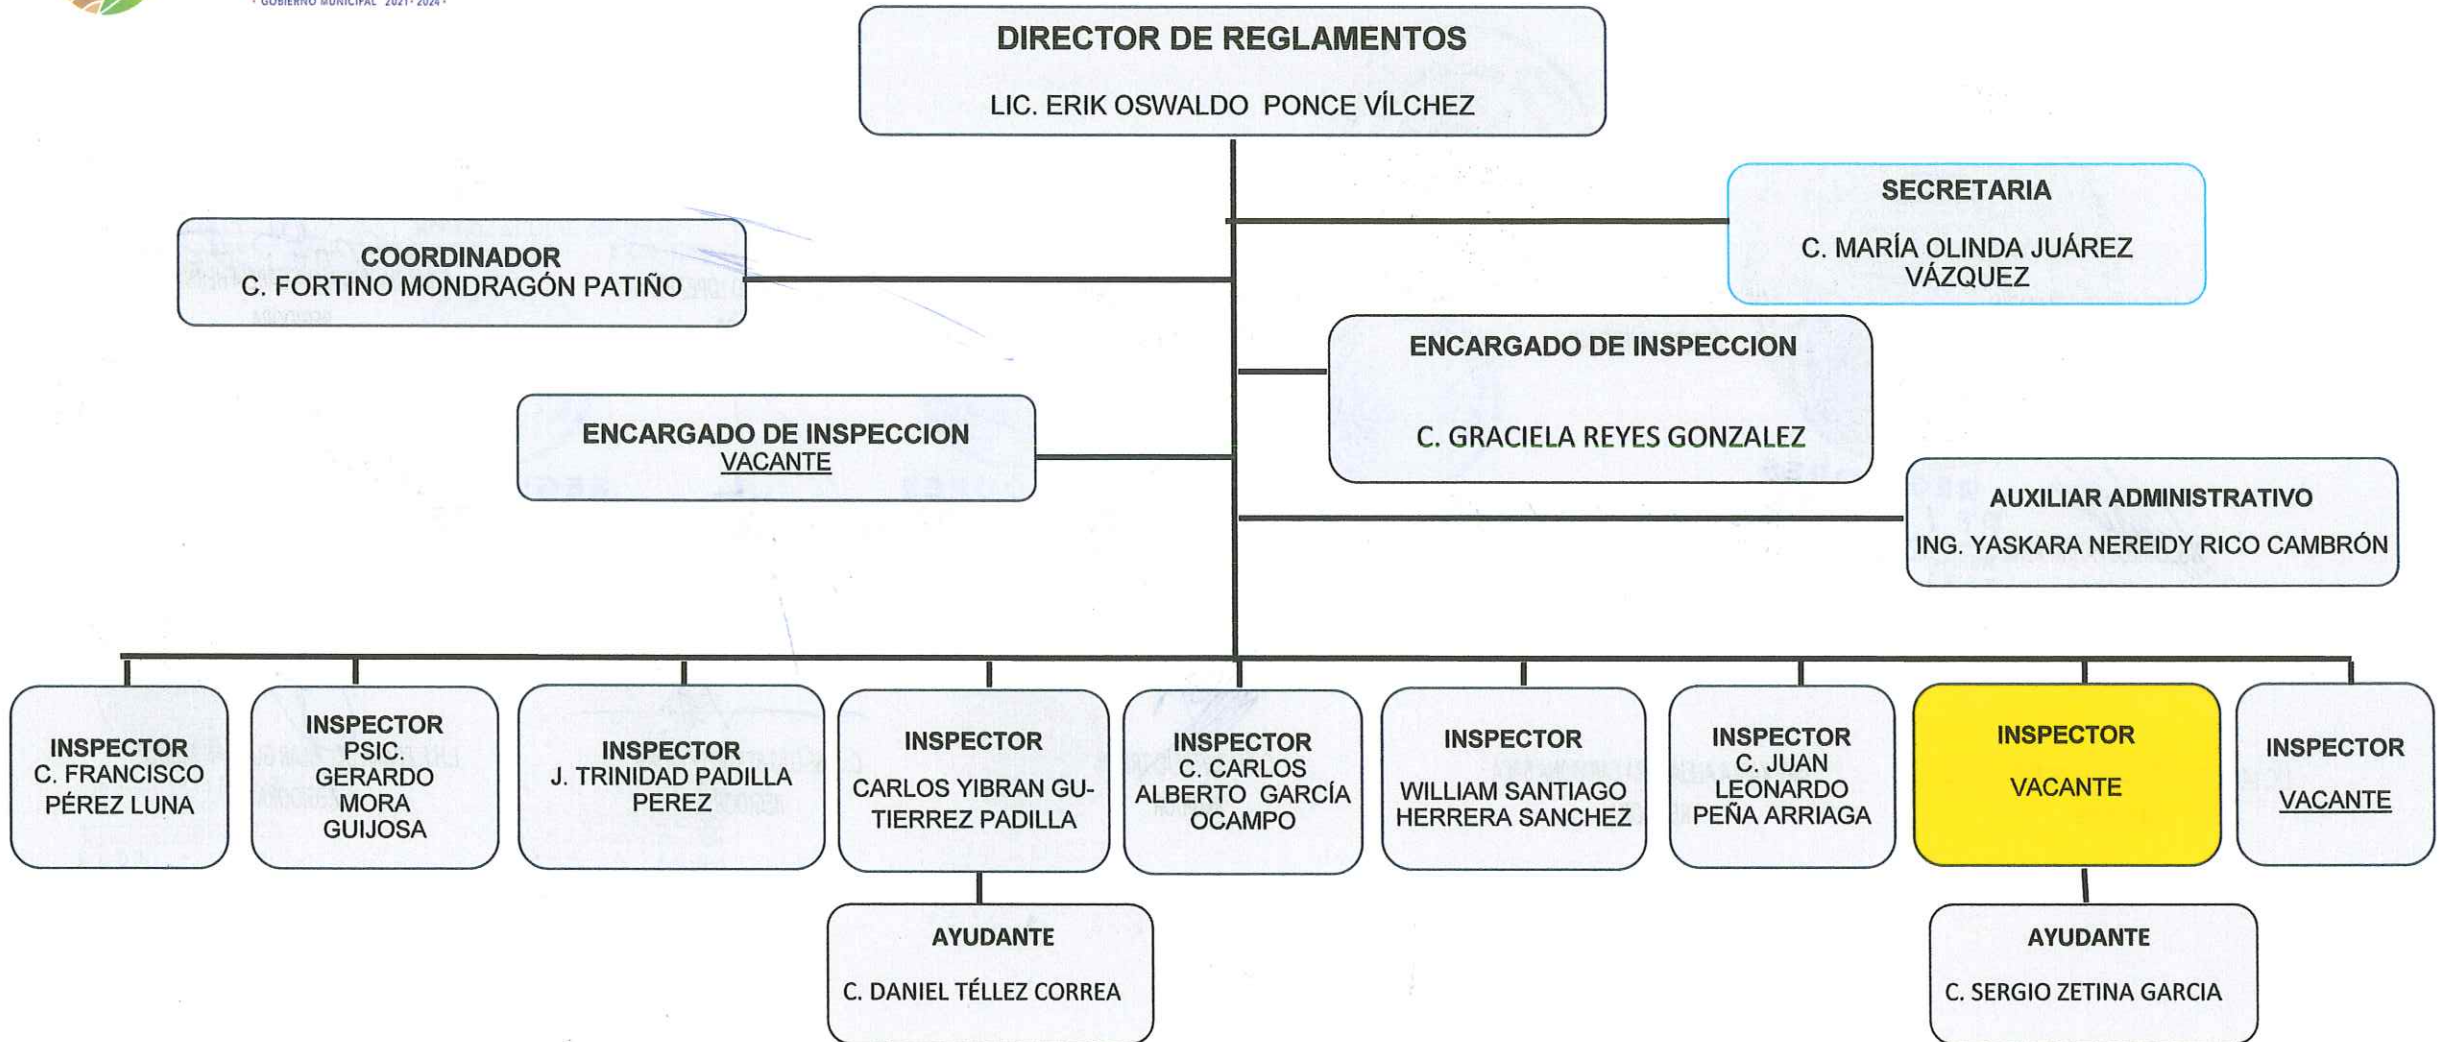 · GOBIERNO MUNICIPAL 2021-2024 ·
DIRECTOR DE REGLAMENTOS
LIC. ERIK OSWALDO PONCE VÍLCHEZ
SECRETARIA
C. MARÍA OLINDA JUÁREZ
VÁZQUEZ
COORDINADOR
C. FORTINO MONDRAGÓN PATIÑO
ENCARGADO DE INSPECCION
C. GRACIELA REYES GONZALEZ
ENCARGADO DE INSPECCION
VACANTE
AUXILIAR ADMINISTRATIVO
ING. YASKARA NEREIDY RICO CAMBRÓN
INSPECTOR
C. FRANCISCO
PÉREZ LUNA
INSPECTOR
PSIC.
GERARDO
MORA
GUIJOSA
INSPECTOR
J. TRINIDAD PADILLA
PEREZ
INSPECTOR
CARLOS YIBRAN GU-
TIERREZ PADILLA
INSPECTOR
C. CARLOS
ALBERTO GARCÍA
OCAMPO
INSPECTOR
WILLIAM SANTIAGO
HERRERA SANCHEZ
INSPECTOR
C. JUAN
LEONARDO
PEÑA ARRIAGA
INSPECTOR
VACANTE
INSPECTOR
VACANTE
AYUDANTE
C. DANIEL TÉLLEZ CORREA
AYUDANTE
C. SERGIO ZETINA GARCIA